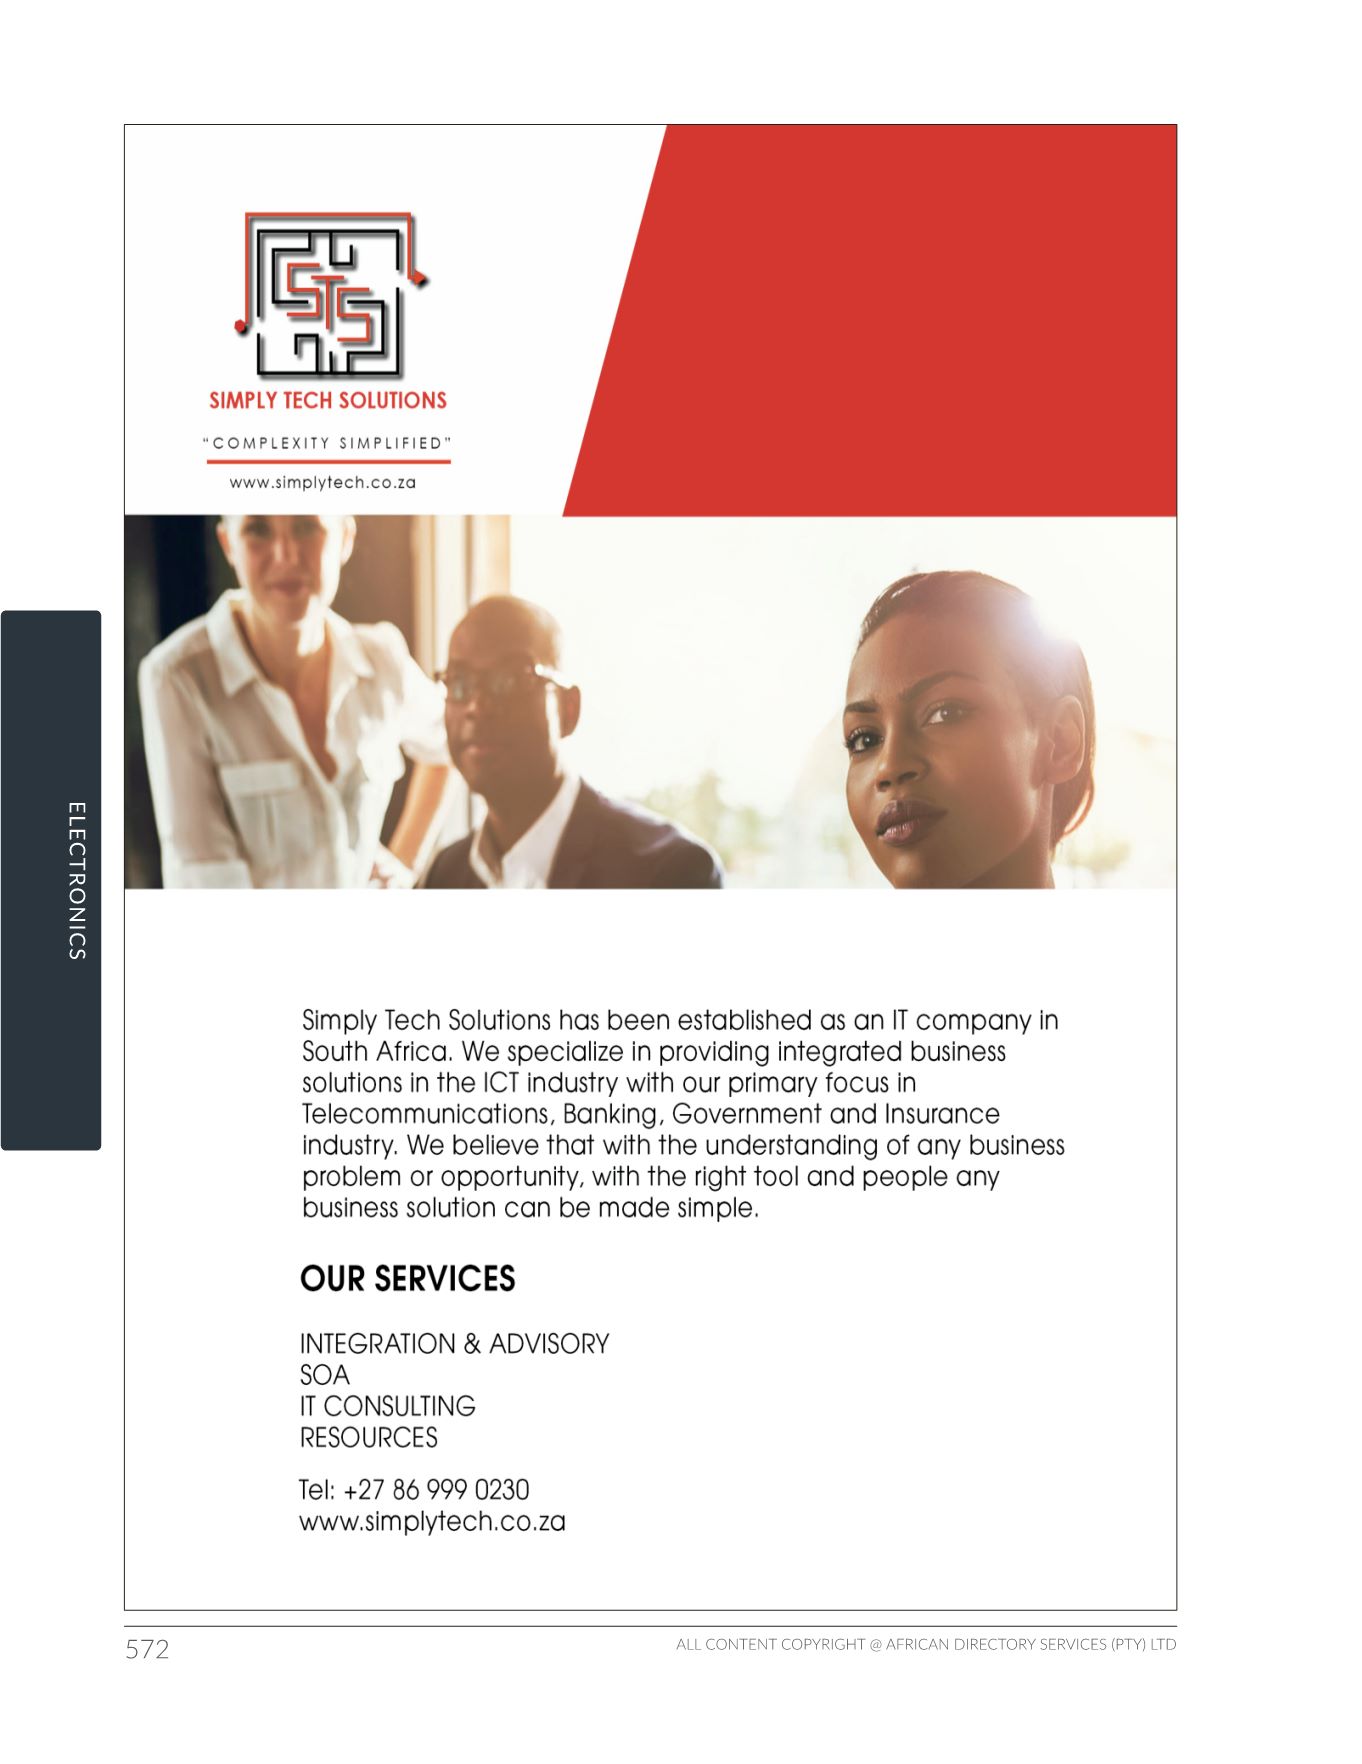 STS
SIMPLY TECH SOLUTIONS
“COMPLEXITY SIMPLIFIED”
www.simplytech.co.za
ELECTRONICS
Simply Tech Solutions has been established as an IT company in
South Africa. We specialize in providing integrated business
solutions in the ICT industry with our primary focus in
Telecommunications, Banking, Government and Insurance
industry. We believe that with the understanding of any business
problem or opportunity, with the right tool and people any
business solution can be made simple.
OUR SERVICES
INTEGRATION & ADVISORY
SOA
IT CONSULTING
RESOURCES
Tel: +27 86 999 0230
www.simplytech.co.za
572
ALL CONTENT COPYRIGHT @ AFRICAN DIRECTORY SERVICES (PTY) LTD